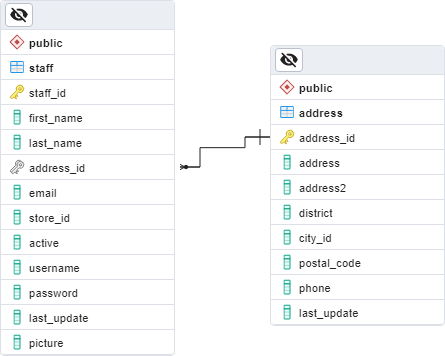 public
staff
staff_id
first_name
last_name
address_id
email
store_id
active
username
password
last_update
picture
public
address
address_id
address
address2
district
city_id
postal_code
phone
last_update